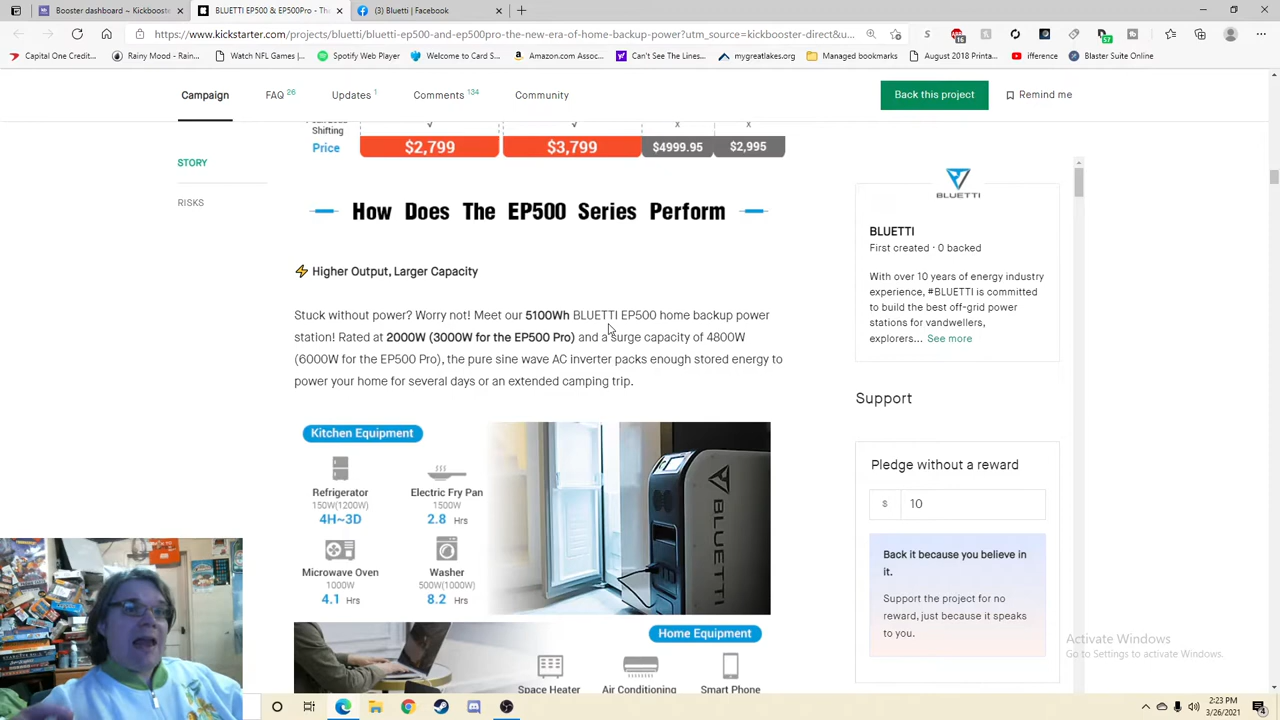 Booster dashboard ~ Kickbooste
BLUETTI EP500 & EP500Pro - The
(3) Bluetti | Facebook
https://www.kickstarter.com/projects/bluetti/bluetti-ep500-and-ep500pro-the-new-era-of-home-backup-power?utm_source=kickbooster-direct&u...
Capital One Credit...
Rainy Mood - Rain...
Watch NFL Games |...
Spotify Web Player
Welcome to Card S...
Amazon.com Assoc...
Can't See The Lines...
mygreatlakes.org
Managed bookmarks
August 2018 Printa...
ifference
Blaster Suite Online
Campaign
FAQ 26
Updates 1
Comments 134
Community
Back this project
Remind me
Shifting
Price $2,799 $3,799 $4999.95 $2,995
STORY
RISKS
How Does The EP500 Series Perform
⚡ Higher Output, Larger Capacity
Stuck without power? Worry not! Meet our 5100Wh BLUETTI EP500 home backup power
station! Rated at 2000W (3000W for the EP500 Pro) and a surge capacity of 4800W
(6000W for the EP500 Pro), the pure sine wave AC inverter packs enough stored energy to
power your home for several days or an extended camping trip.
Kitchen Equipment
Refrigerator
150W(1200W)
4H~3D
Electric Fry Pan
1500W
2.8 Hrs
Microwave Oven
1000W
4.1 Hrs
Washer
500W(1000W)
8.2 Hrs
BLUETTI
Home Equipment
Space Heater
Air Conditioning
Smart Phone
BLUETTI
BLUETTI
First created · 0 backed
With over 10 years of energy industry
experience, #BLUETTI is committed
to build the best off-grid power
stations for vandwellers,
explorers... See more
Support
Pledge without a reward
$ 10
Back it because you believe in
it.
Support the project for no
reward, just because it speaks
to you.
Activate Windows
Go to Settings to activate Windows.
2:23 PM
3/26/2021